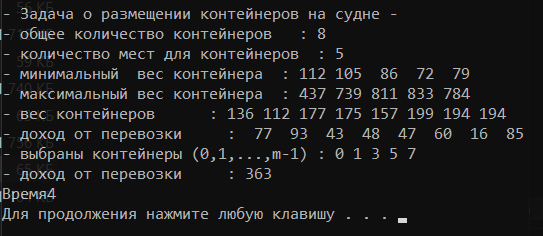 - Задача о размещении контейнеров на судне -
- общее количество контейнеров   : 8
- количество мест для контейнеров  : 5
- минимальный  вес контейнера  : 112 105  86  72  79
- максимальный вес контейнера  : 437 739 811 833 784
- вес контейнеров      : 136 112 177 175 157 199 194 194
- доход от перевозки     :  77  93  43  48  47  60  16  85
- выбраны контейнеры (0,1,...,m-1) : 0 1 3 5 7
- доход от перевозки     : 363
Время4
Для продолжения нажмите любую клавишу . . .